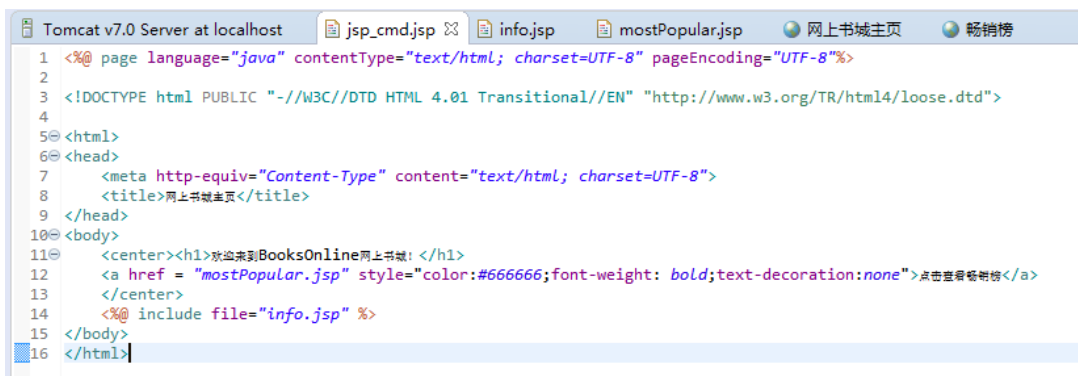 Tomcat v7.0 Server at localhost jsp_cmd.jsp info.jsp mostPopular.jsp 网上书城主页 畅销榜
1 <%@ page language="java" contentType="text/html; charset=UTF-8" pageEncoding="UTF-8"%>
2
3 <!DOCTYPE html PUBLIC "-//W3C//DTD HTML 4.01 Transitional//EN" "http://www.w3.org/TR/html4/loose.dtd">
4
5 <html>
6 <head>
7 <meta http-equiv="Content-Type" content="text/html; charset=UTF-8">
8 <title>网上书城主页</title>
9 </head>
10 <body>
11 <center><h1>欢迎来到BooksOnline网上书城！</h1>
12 <a href = "mostPopular.jsp" style="color:#666666;font-weight: bold;text-decoration:none">点击查看畅销榜</a>
13 </center>
14 <%@ include file="info.jsp" %>
15 </body>
16 </html>